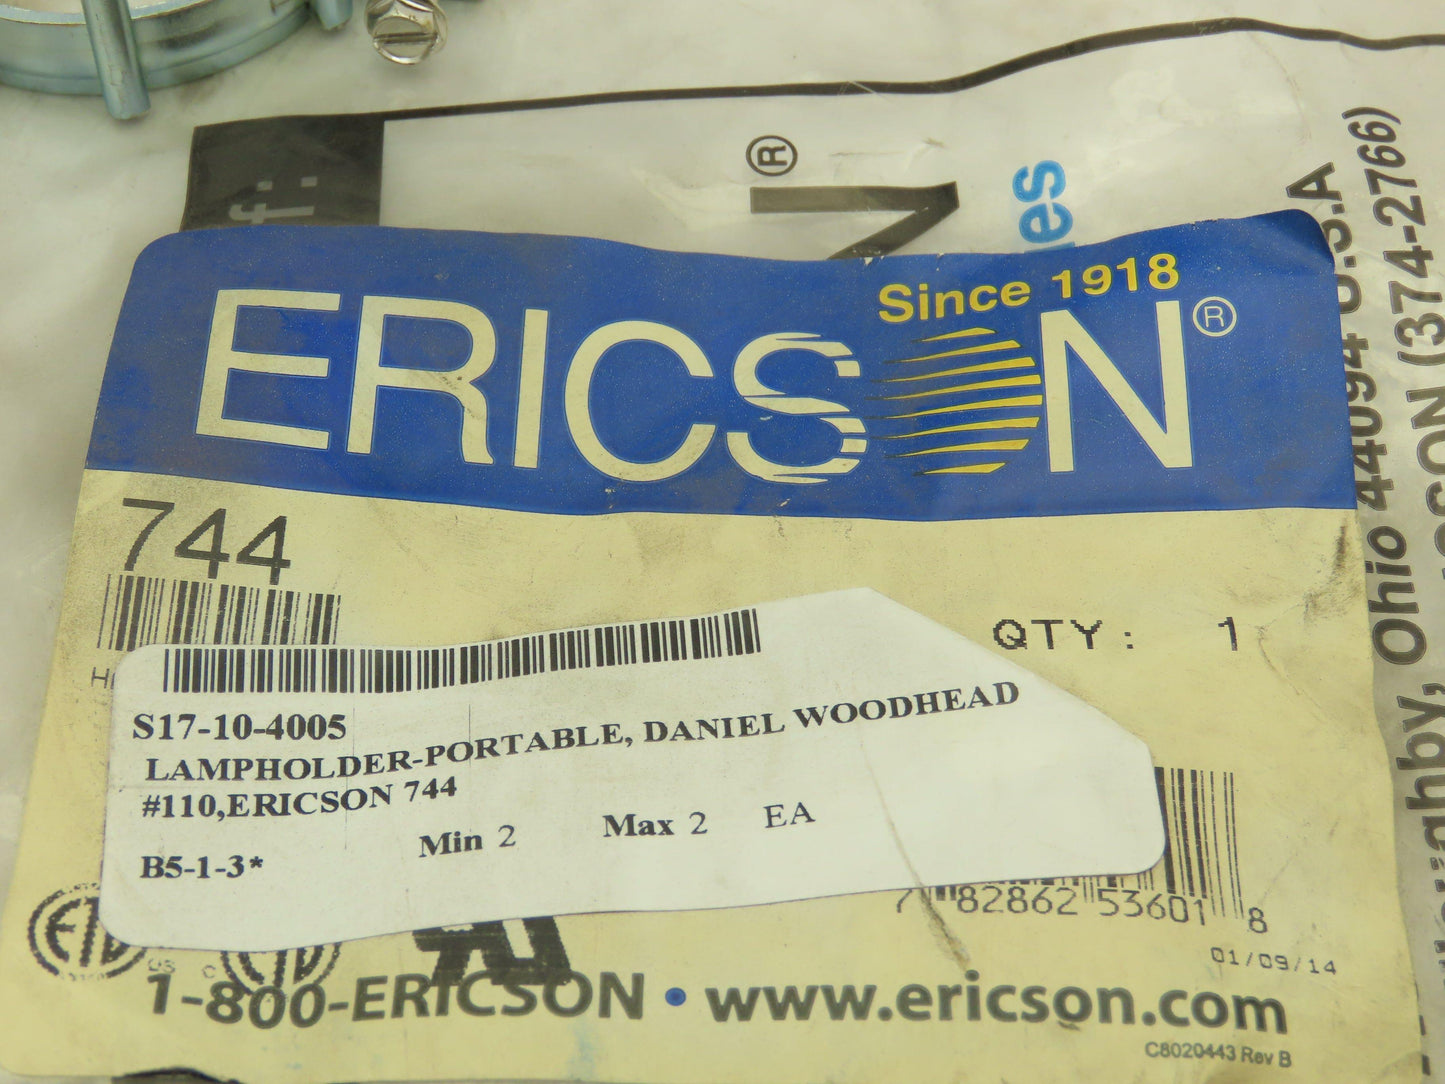 f:
N®
es
Since 1918
ERICSON®
744
QTY: 1
S17-10-4005
LAMPHOLDER-PORTABLE, DANIEL WOODHEAD
#110,ERICSON 744
Min 2 Max 2 EA
B5-1-3*
7 82862 53601 8
01/09/14
US C
1-800-ERICSON • www.ericson.com
C8020443 Rev B
Ohio 44094 U.S.A
(374-2766)